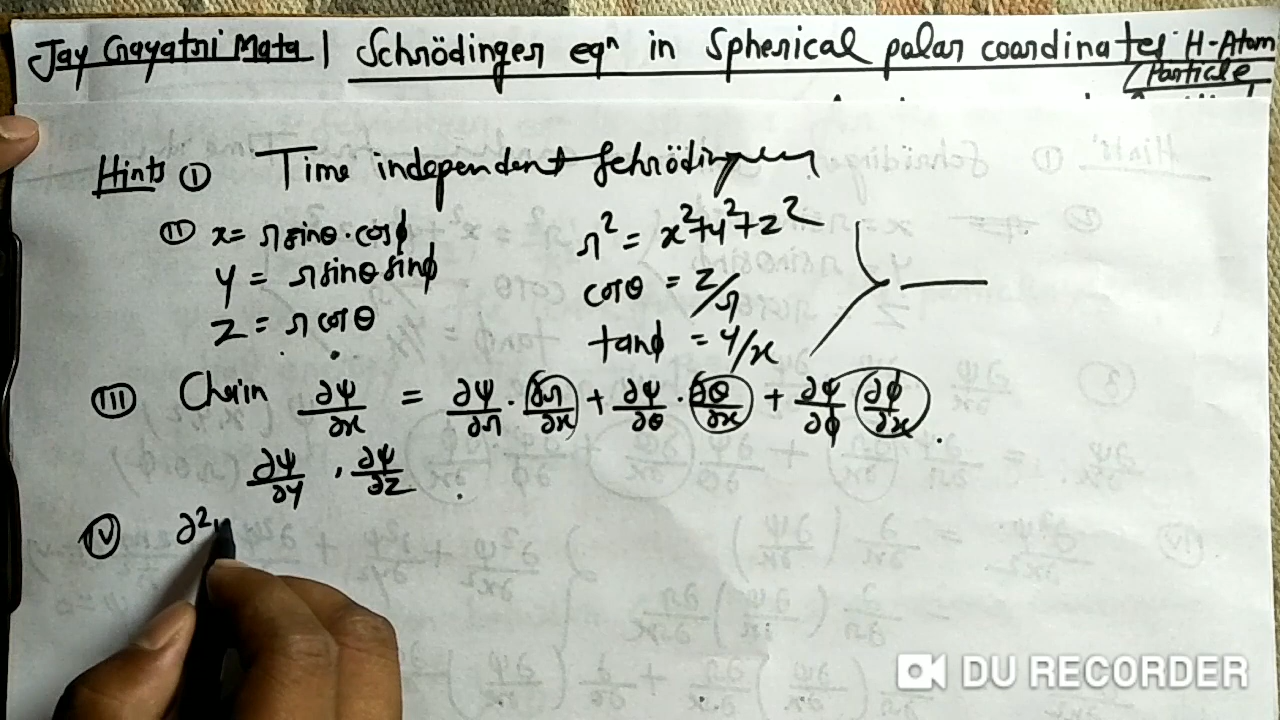 Jay Gayatri Mata | Schrödinger eqⁿ in Spherical polar coordinates H-Atom
(Particle
Hints ① Time independent Schrödinger
② x = r sinθ · cosϕ r² = x²+y²+z²
y = r sinθ sinϕ cosθ = z/r
z = r cosθ tanϕ = y/x
③ Chain ∂ψ/∂x = ∂ψ/∂r · ∂r/∂x + ∂ψ/∂θ · ∂θ/∂x + ∂ψ/∂ϕ ∂ϕ/∂x .
∂ψ/∂y , ∂ψ/∂z .
④ ∂²
DU RECORDER